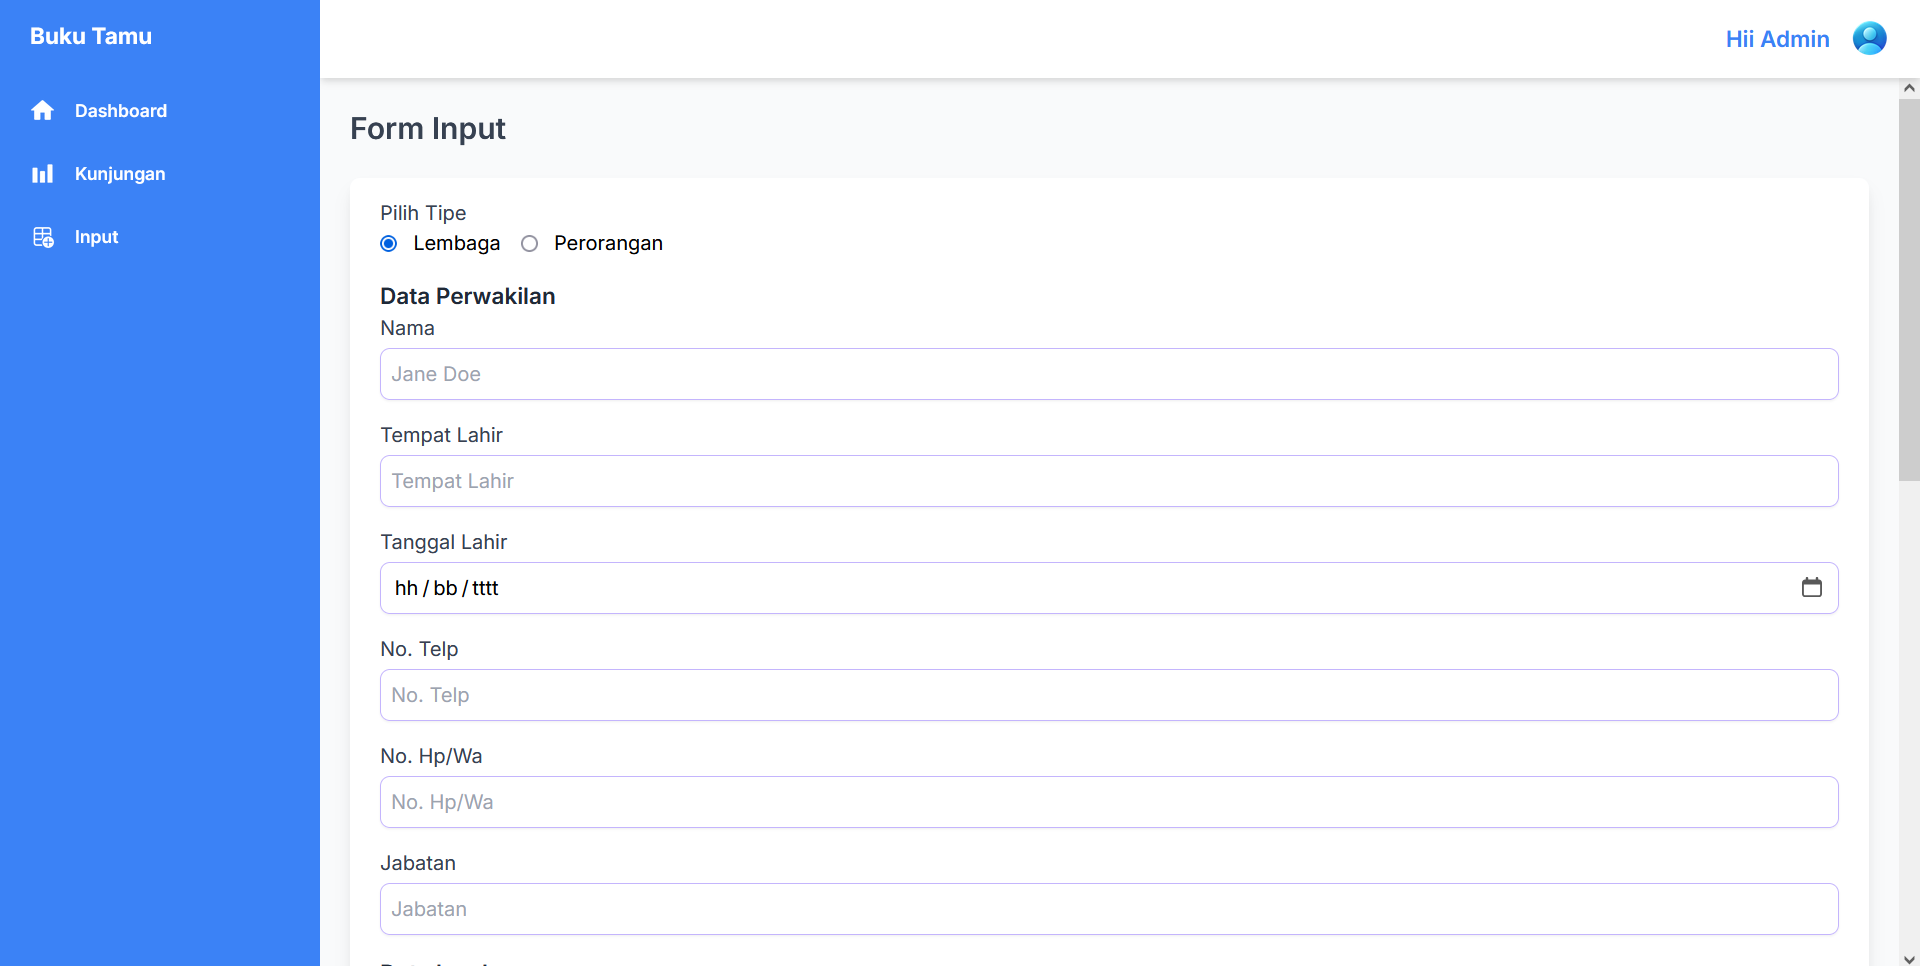 Buku Tamu
Hii Admin
Dashboard
Kunjungan
Input
Form Input
Pilih Tipe
Lembaga Perorangan
Data Perwakilan
Nama
Jane Doe
Tempat Lahir
Tempat Lahir
Tanggal Lahir
hh/bb/tttt
No. Telp
No. Telp
No. Hp/Wa
No. Hp/Wa
Jabatan
Jabatan